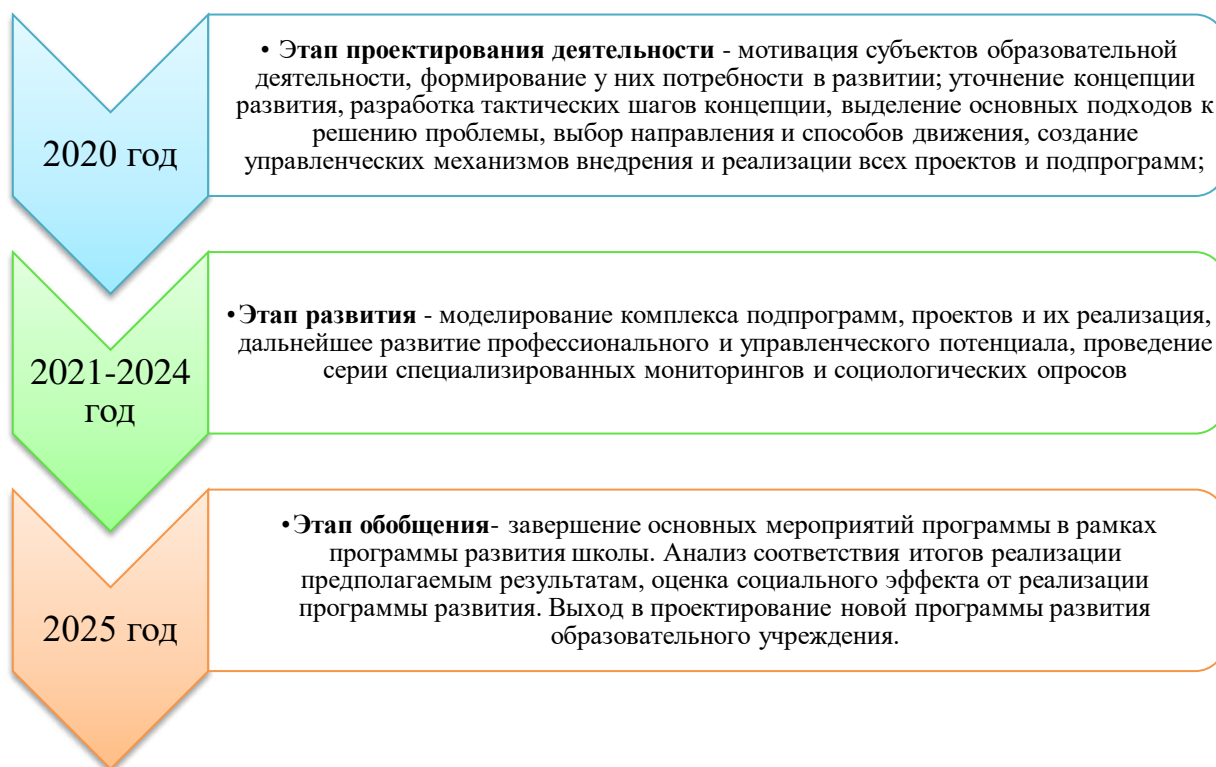 2020 год
• Этап проектирования деятельности - мотивация субъектов образовательной
деятельности, формирование у них потребности в развитии; уточнение концепции
развития, разработка тактических шагов концепции, выделение основных подходов к
решению проблемы, выбор направления и способов движения, создание
управленческих механизмов внедрения и реализации всех проектов и подпрограмм;
2021-2024
год
•Этап развития - моделирование комплекса подпрограмм, проектов и их реализация,
дальнейшее развитие профессионального и управленческого потенциала, проведение
серии специализированных мониторингов и социологических опросов
2025 год
•Этап обобщения- завершение основных мероприятий программы в рамках
программы развития школы. Анализ соответствия итогов реализации
предполагаемым результатам, оценка социального эффекта от реализации
программы развития. Выход в проектирование новой программы развития
образовательного учреждения.